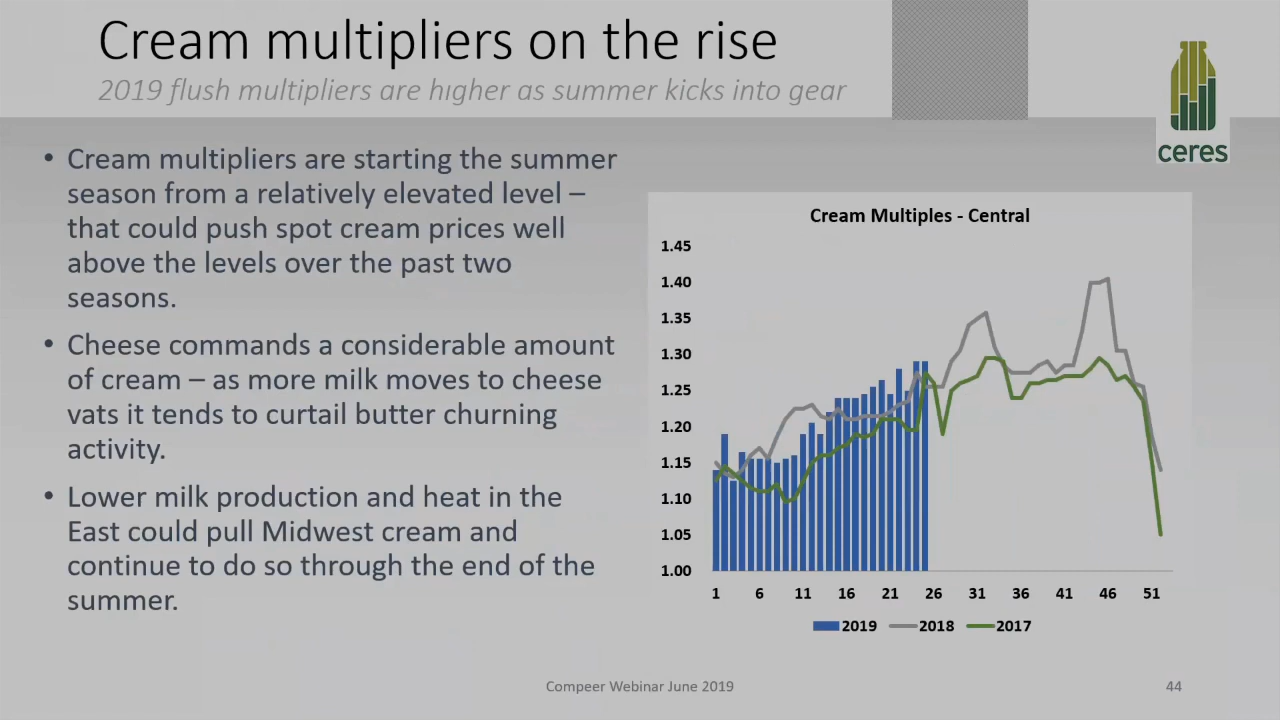 Cream multipliers on the rise
2019 flush multipliers are higher as summer kicks into gear
ceres
• Cream multipliers are starting the summer
season from a relatively elevated level –
that could push spot cream prices well
above the levels over the past two
seasons.
• Cheese commands a considerable amount
of cream – as more milk moves to cheese
vats it tends to curtail butter churning
activity.
• Lower milk production and heat in the
East could pull Midwest cream and
continue to do so through the end of the
summer.
Cream Multiples - Central
1.45
1.40
1.35
1.30
1.25
1.20
1.15
1.10
1.05
1.00
1 6 11 16 21 26 31 36 41 46 51
2019 2018 2017
Compeer Webinar June 2019
44